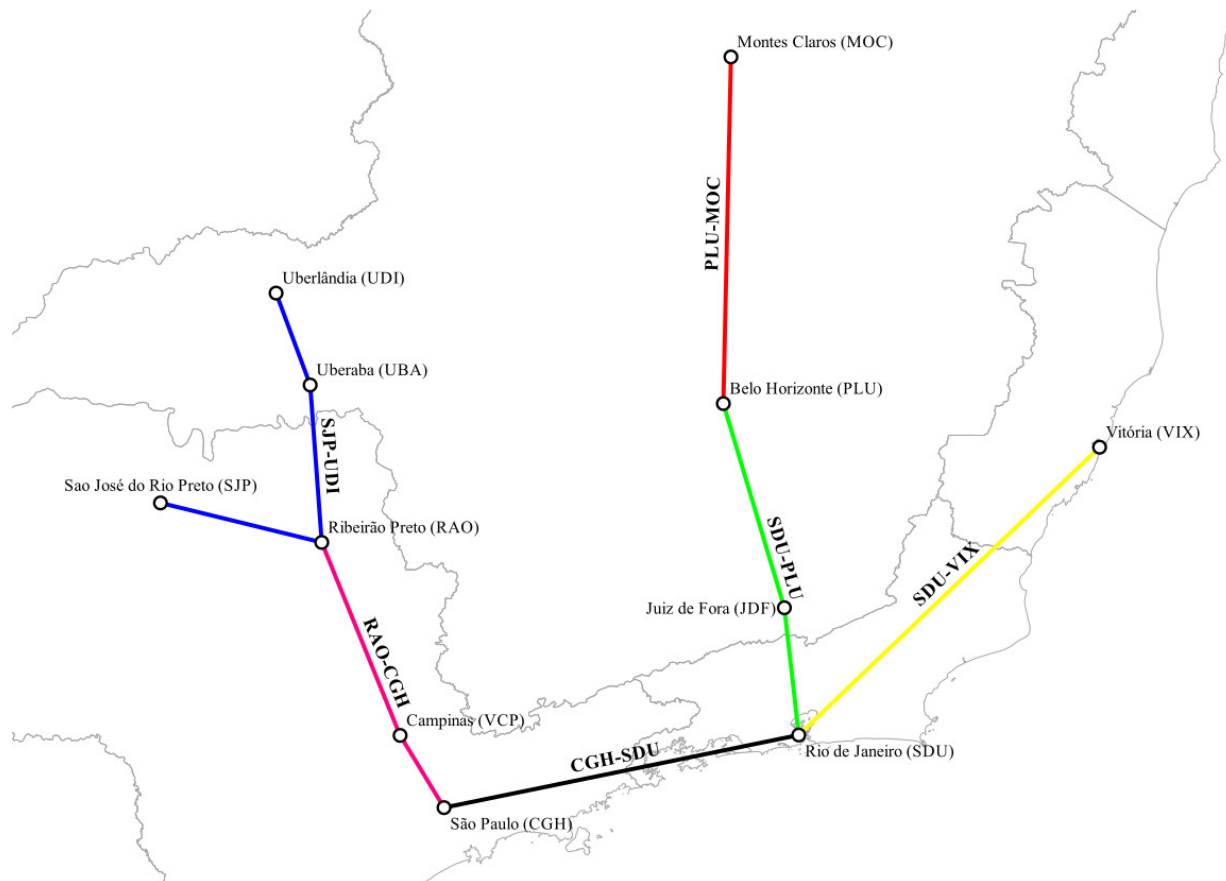 Montes Claros (MOC)
PLU-MOC
Uberlândia (UDI)
Uberaba (UBA)
Belo Horizonte (PLU)
SJP-UDI
Vitória (VIX)
Sao José do Rio Preto (SJP)
Ribeirão Preto (RAO)
SDU-PLU
SDU-VIX
Juiz de Fora (JDF)
RAO-CGH
Campinas (VCP)
CGH-SDU
Rio de Janeiro (SDU)
São Paulo (CGH)